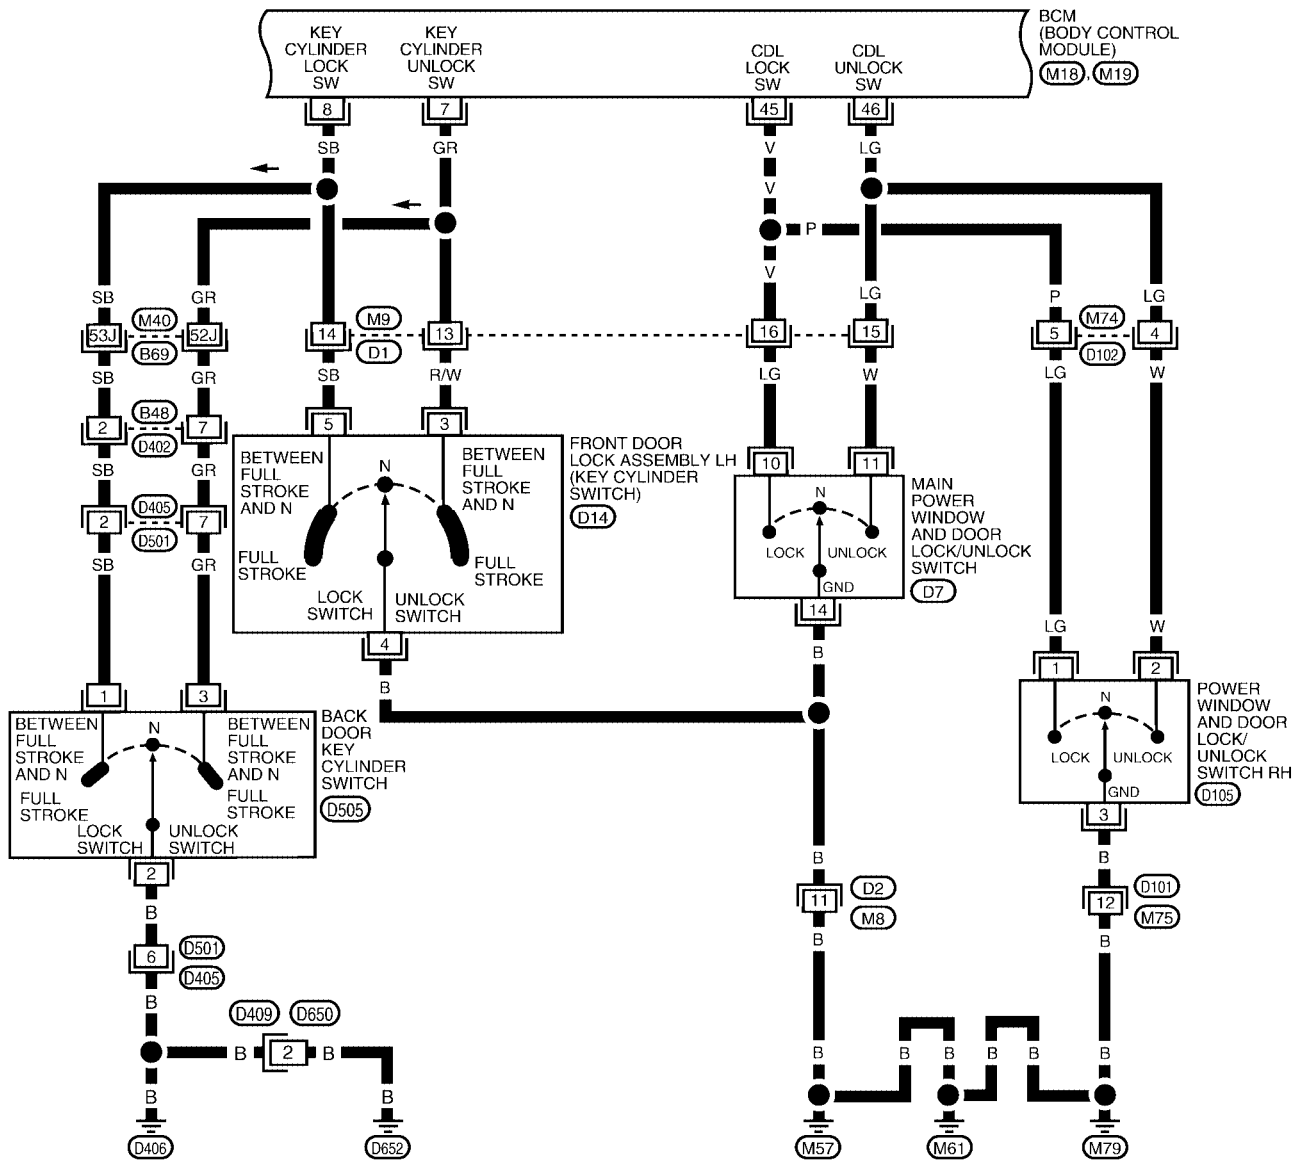 BCM
(BODY CONTROL
MODULE)
M18 , M19
KEY
CYLINDER
LOCK
SW
KEY
CYLINDER
UNLOCK
SW
CDL
LOCK
SW
CDL
UNLOCK
SW
8
7
45
46
SB
GR
V
LG
V
P
V
LG
SB
GR
P
LG
53J
M40
B69
52J
14
M9
D1
13
16
15
5
M74
D102
4
SB
GR
SB
R/W
LG
W
LG
W
2
B48
D402
7
5
3
SB
GR
2
D405
D501
7
SB
GR
BETWEEN
FULL
STROKE
AND N
N
BETWEEN
FULL
STROKE
AND N
FULL
STROKE
FULL
STROKE
LOCK
SWITCH
UNLOCK
SWITCH
4
B
FRONT DOOR
LOCK ASSEMBLY LH
(KEY CYLINDER
SWITCH)
D14
10
11
N
LOCK
UNLOCK
GND
14
B
MAIN
POWER
WINDOW
AND DOOR
LOCK/UNLOCK
SWITCH
D7
LG
W
1
2
N
LOCK
UNLOCK
GND
3
B
POWER
WINDOW
AND DOOR
LOCK/
UNLOCK
SWITCH RH
D105
1
3
BETWEEN
FULL
STROKE
AND N
N
BETWEEN
FULL
STROKE
AND N
FULL
STROKE
FULL
STROKE
LOCK
SWITCH
UNLOCK
SWITCH
BACK
DOOR
KEY
CYLINDER
SWITCH
D505
2
B
6
D501
D405
B
B
11
D2
M8
B
12
D101
M75
B
D409
D650
B
2
B
B
B
B
B
B
B
B
B
B
D406
D652
M57
M61
M79